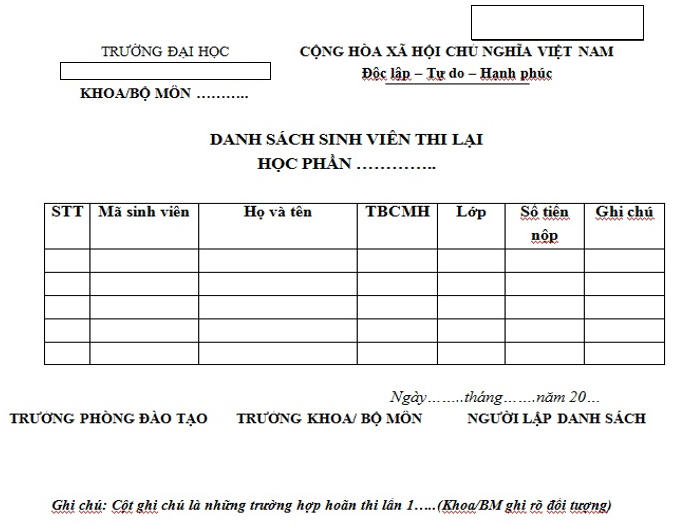 TRƯỜNG ĐẠI HỌC
CỘNG HÒA XÃ HỘI CHỦ NGHĨA VIỆT NAM
Độc lập – Tự do – Hạnh phúc
KHOA/BỘ MÔN ………..
DANH SÁCH SINH VIÊN THI LẠI
HỌC PHẦN …………..
STT Mã sinh viên Họ và tên TBCMH Lớp Số tiền nộp Ghi chú
Ngày……..tháng…….năm 20…
TRƯỞNG PHÒNG ĐÀO TẠO TRƯỞNG KHOA/ BỘ MÔN NGƯỜI LẬP DANH SÁCH
Ghi chú: Cột ghi chú là những trường hợp hoãn thi lần 1…..(Khoa/BM ghi rõ đối tượng)